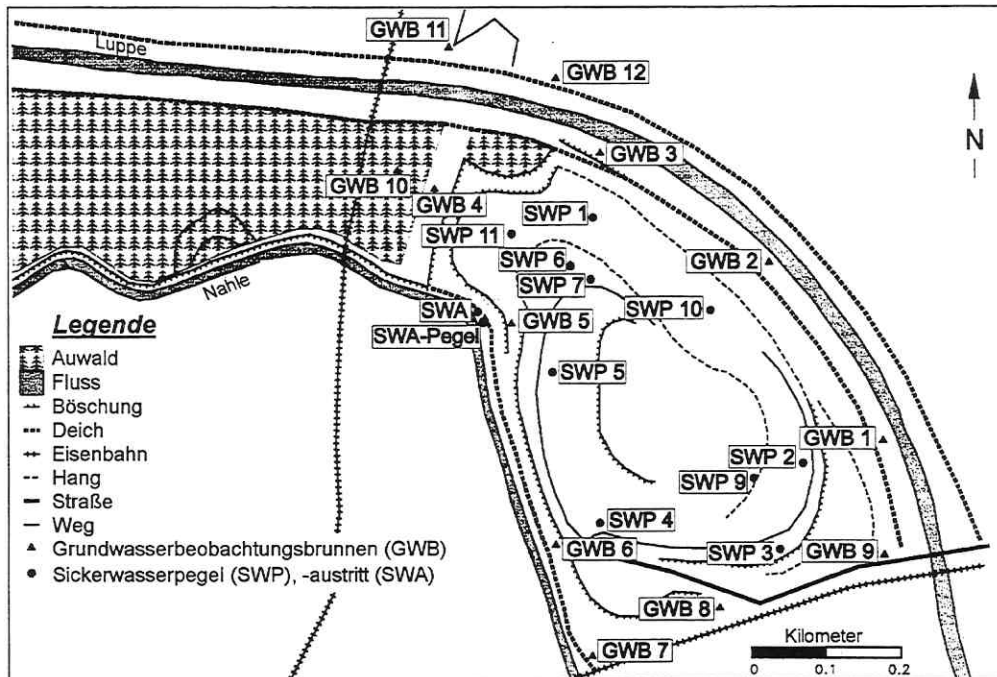 GWB 11
Luppe
GWB 12
N
GWB 3
GWB 10
GWB 4
SWP 1
SWP 11
SWP 6
GWB 2
SWP 7
Nahle
SWP 10
SWA
GWB 5
SWA-Pegel
SWP 5
GWB 1
SWP 2
SWP 9
SWP 4
GWB 6
SWP 3
GWB 9
GWB 8
GWB 7
Legende
Auwald
Fluss
Böschung
Deich
Eisenbahn
Hang
Straße
Weg
Grundwasserbeobachtungsbrunnen (GWB)
Sickerwasserpegel (SWP), -austritt (SWA)
Kilometer
0 0.1 0.2